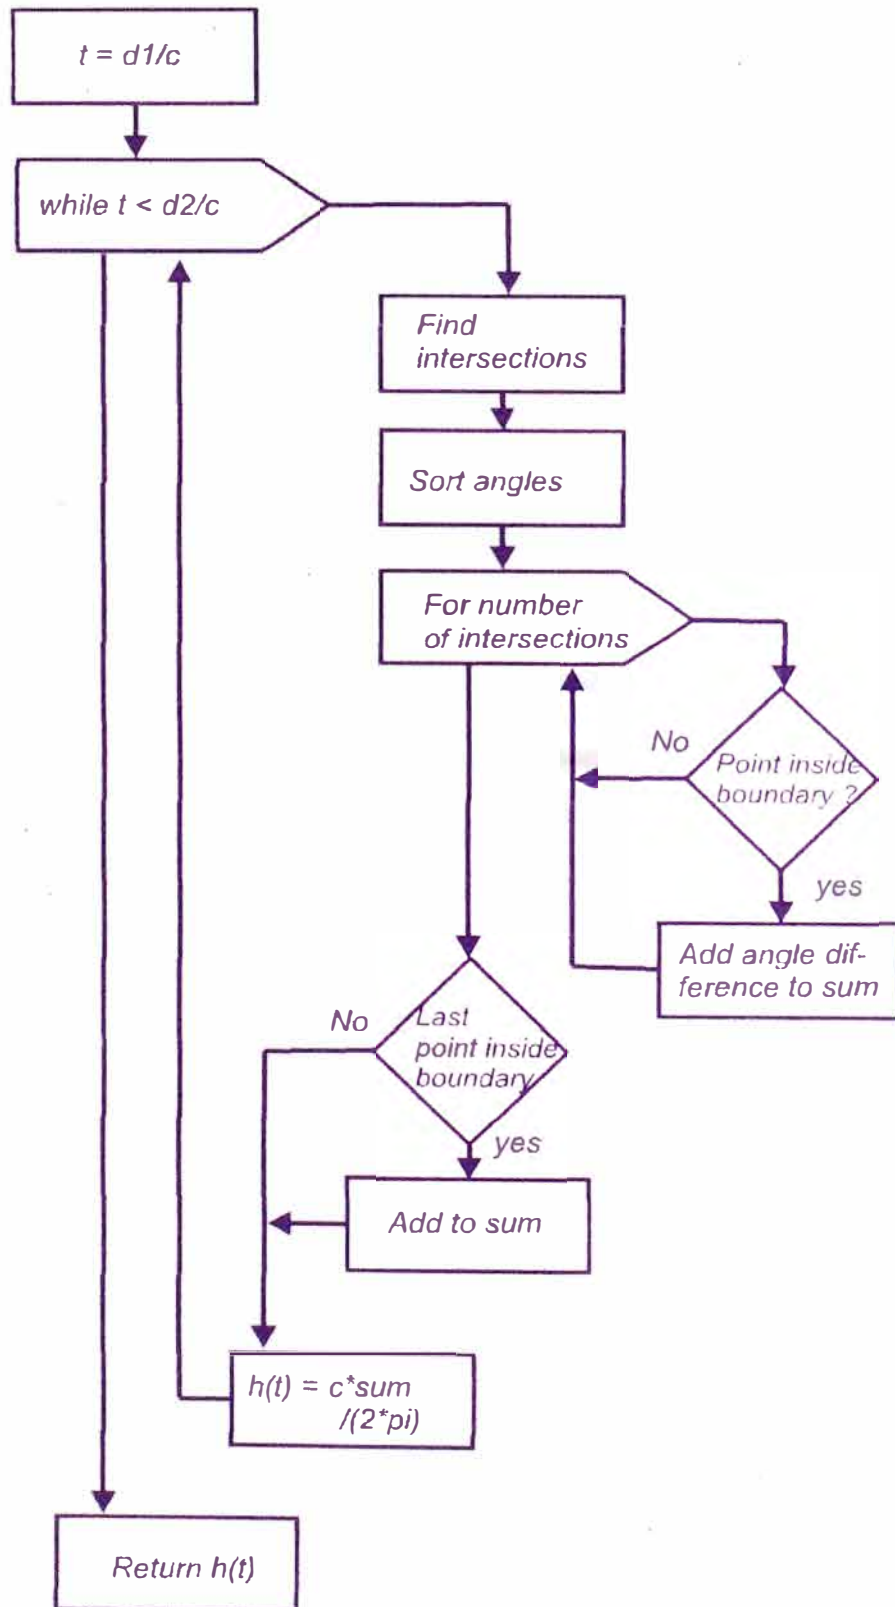 t = d1/c
while t < d2/c
Find
intersections
Sort angles
For number
of intersections
No
Point inside
boundary ?
yes
Add angle dif-
ference to sum
No
Last
point inside
boundary
yes
Add to sum
h(t) = c*sum
/(2*pi)
Return h(t)